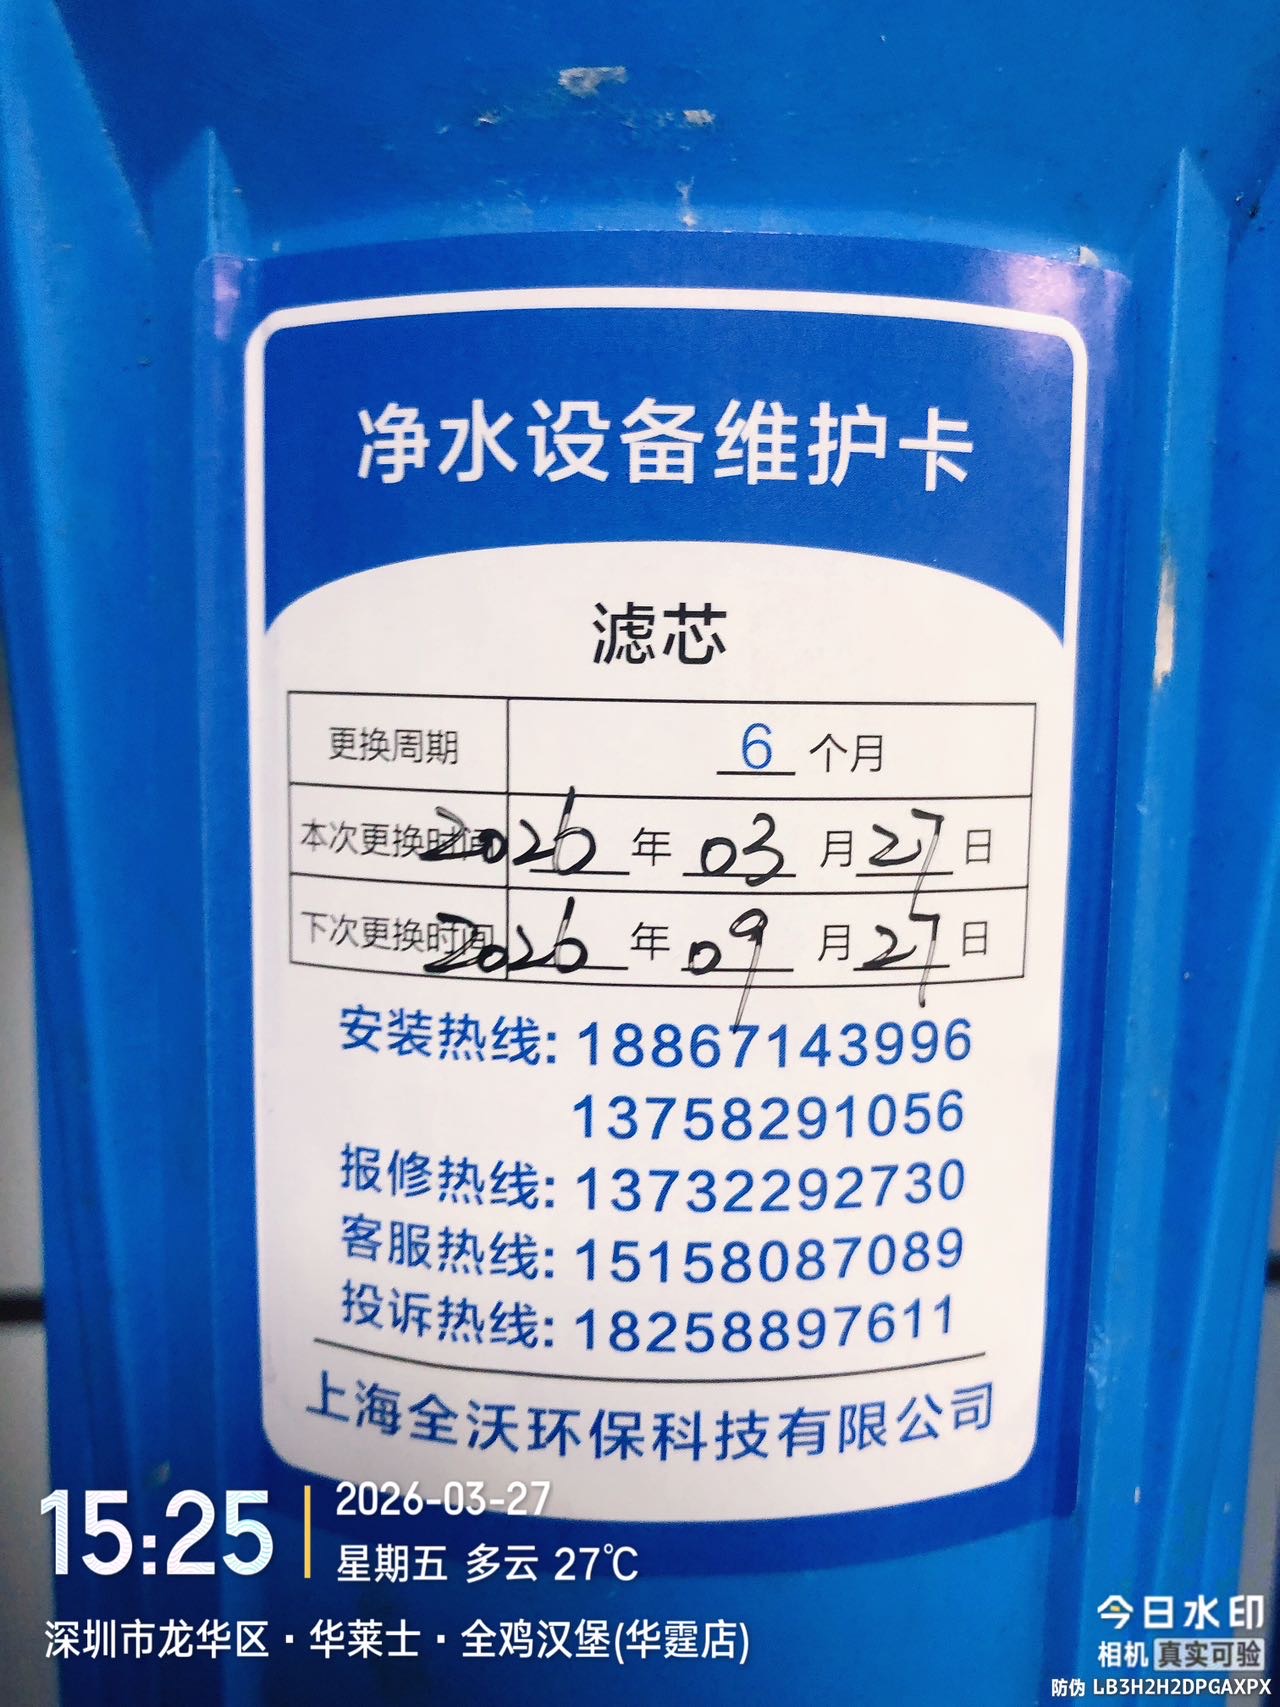 净水设备维护卡
滤芯
更换周期 6 个月
本次更换时间 2026 年 03 月 27 日
下次更换时间 2026 年 09 月 27 日
安装热线: 18867143996
13758291056
报修热线: 13732292730
客服热线: 15158087089
投诉热线: 18258897611
上海全沃环保科技有限公司
15:25
2026-03-27
星期五 多云 27℃
深圳市龙华区·华莱士·全鸡汉堡(华霆店)
今日水印
相机 真实可验
防伪 LB3H2H2DPGAXPX